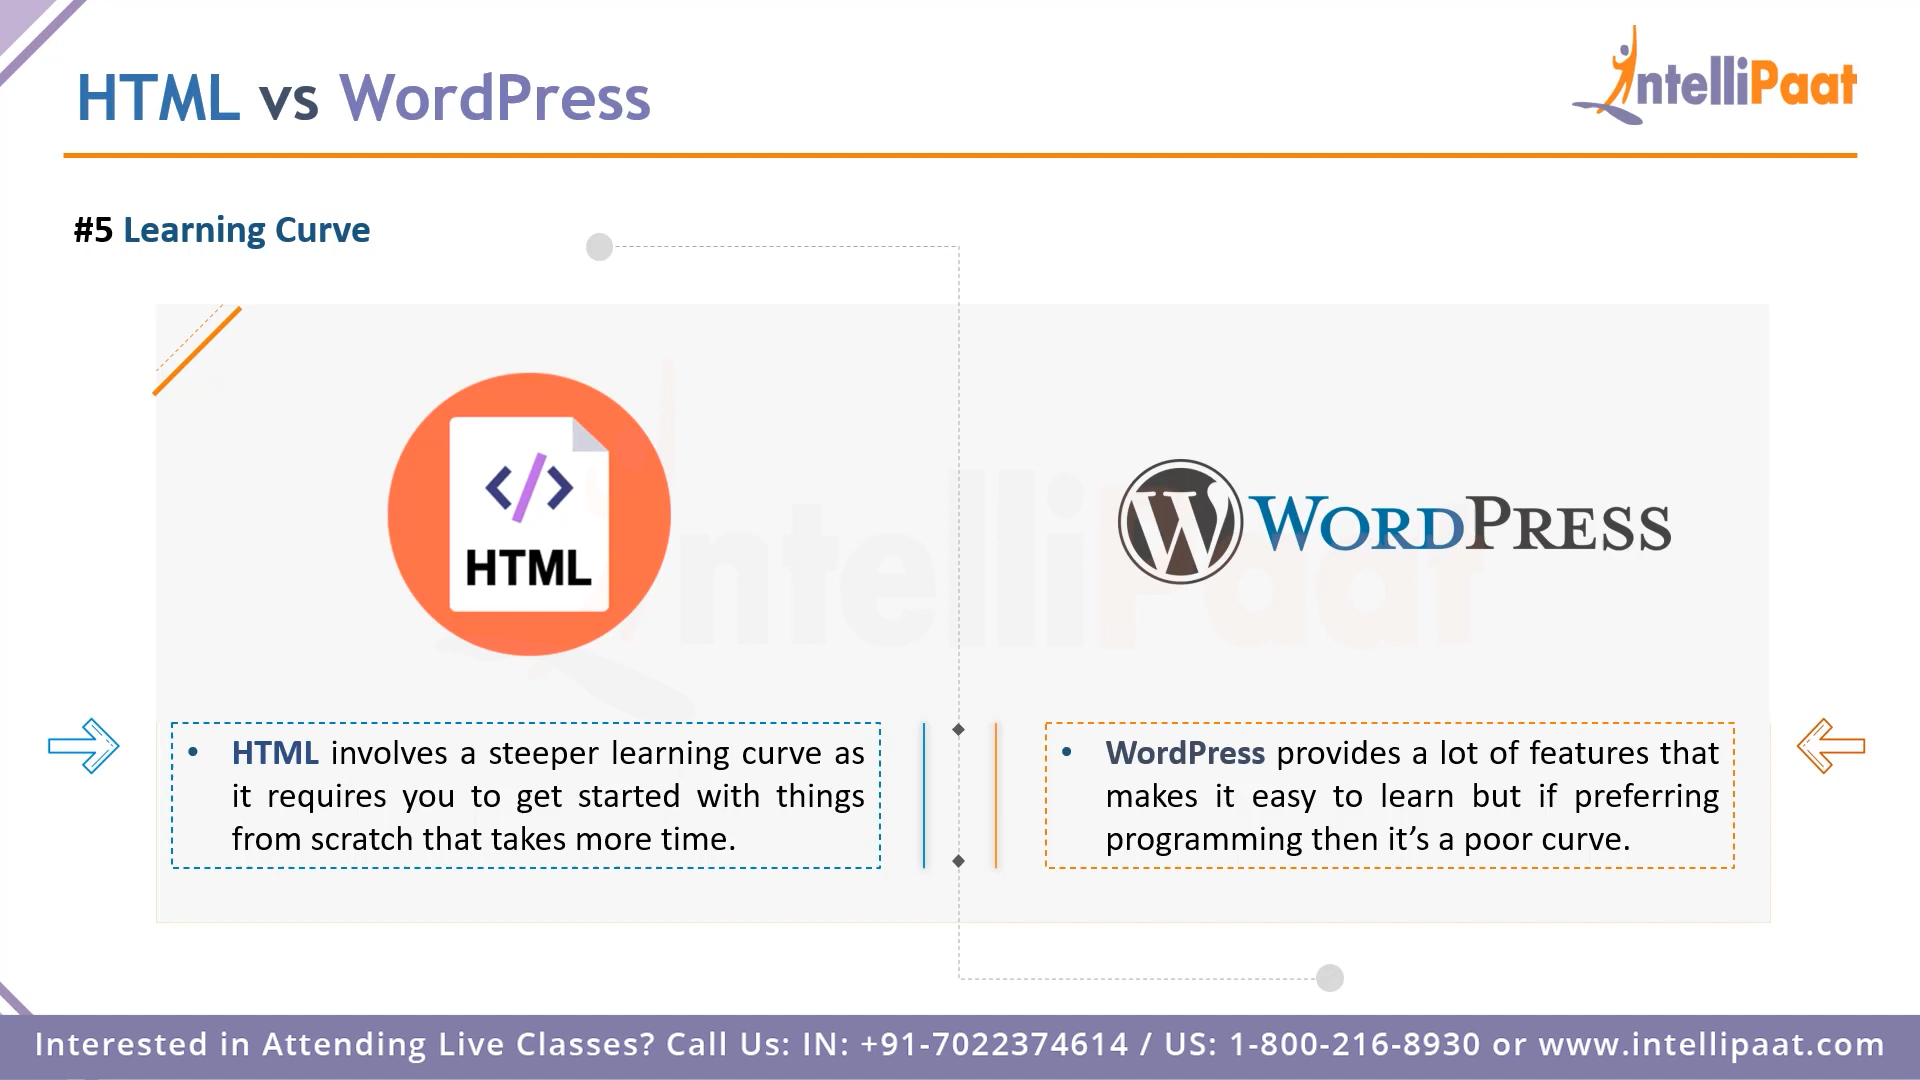 HTML vs WordPress
IntelliPaat
#5 Learning Curve
</>
HTML
W WORDPRESS
IntelliPaat
• HTML involves a steeper learning curve as
it requires you to get started with things
from scratch that takes more time.
• WordPress provides a lot of features that
makes it easy to learn but if preferring
programming then it’s a poor curve.
Interested in Attending Live Classes? Call Us: IN: +91-7022374614 / US: 1-800-216-8930 or www.intellipaat.com